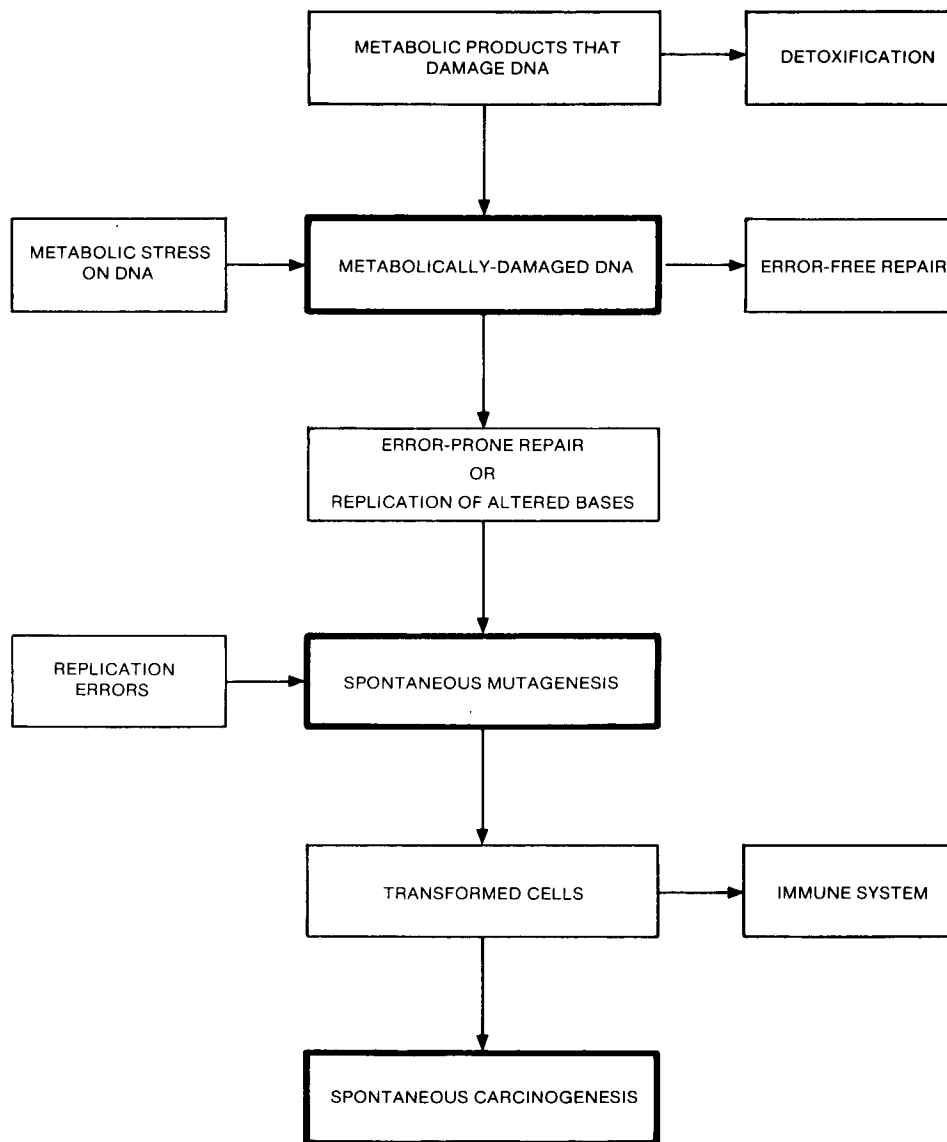 METABOLIC PRODUCTS THAT
DAMAGE DNA
DETOXIFICATION
METABOLIC STRESS
ON DNA
METABOLICALLY-DAMAGED DNA
ERROR-FREE REPAIR
ERROR-PRONE REPAIR
OR
REPLICATION OF ALTERED BASES
REPLICATION
ERRORS
SPONTANEOUS MUTAGENESIS
TRANSFORMED CELLS
IMMUNE SYSTEM
SPONTANEOUS CARCINOGENESIS